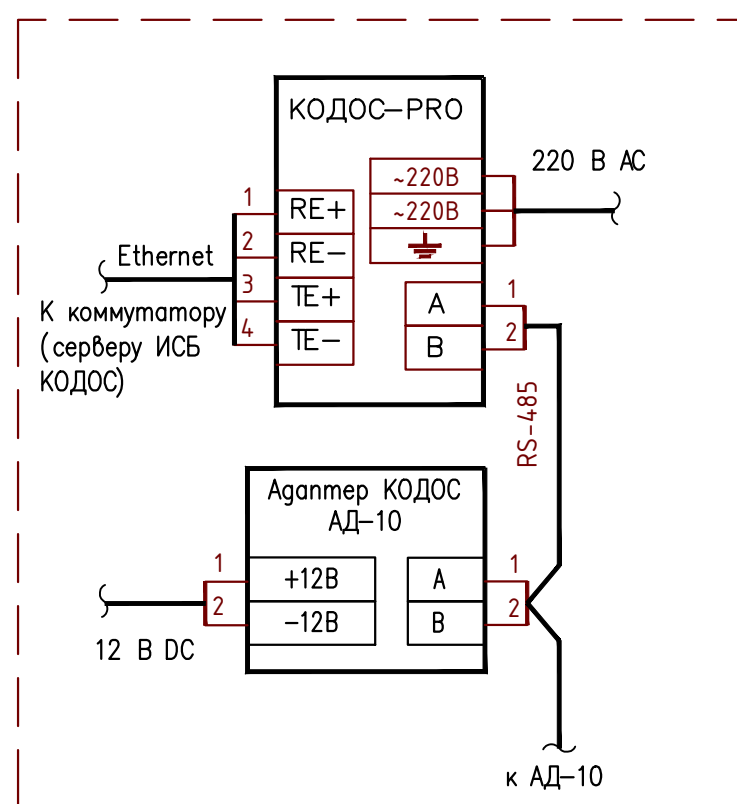 КОДОС-PRO
~220В
~220В
220 В АС
1
RE+
2
RE-
3
TE+
4
TE-
Ethernet
К коммутатору
(серверу ИСБ
КОДОС)
A
1
B
2
RS-485
Адаптер КОДОС
АД-10
1
+12В
2
-12В
A
1
B
2
12 В DC
к АД-10